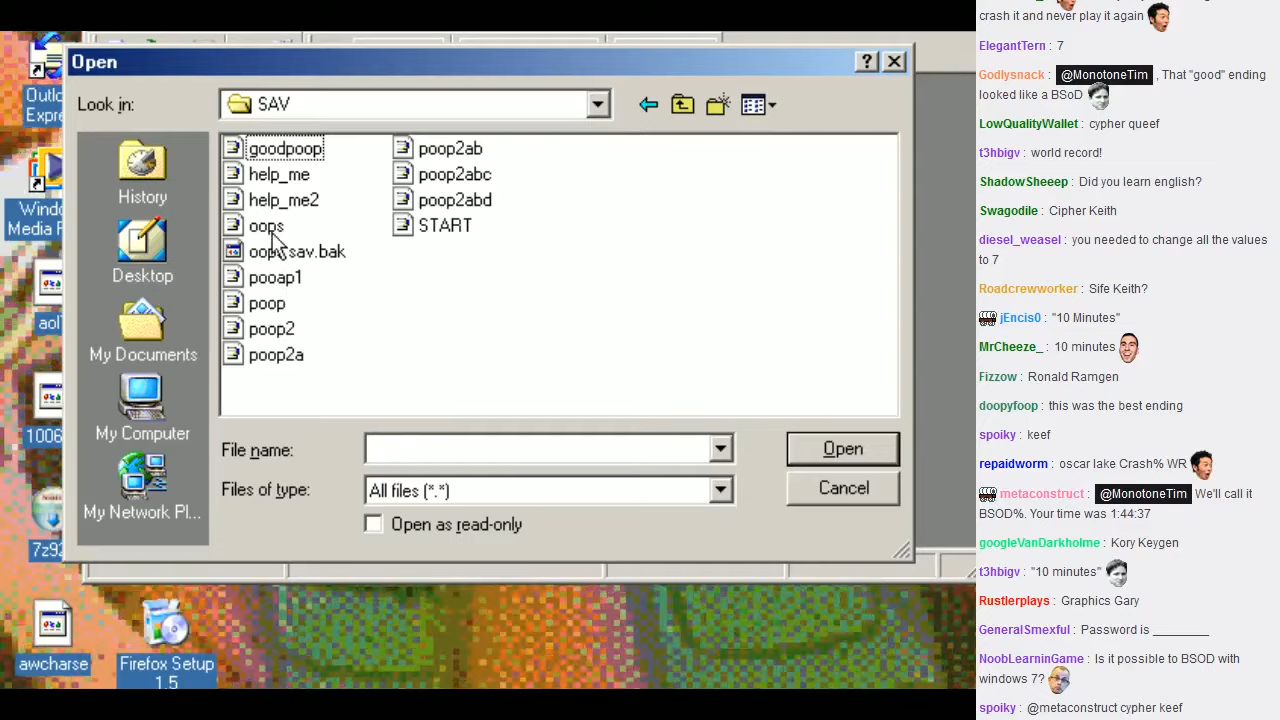 Open
Look in:
SAV
History
Desktop
My Documents
My Computer
My Network Pl...
goodpoop
help_me
help_me2
oops
sav.bak
pooap1
poop
poop2
poop2a
poop2ab
poop2abc
poop2abd
START
File name:
Open
Files of type:
All files (*.*)
Cancel
Open as read-only
Outlo
Expre
Windo
Media P
aol
1006
7z92
awcharse
Firefox Setup
1.5
crash it and never play it again
ElegantTern : 7
Godlysnack : @MonotoneTim , That "good" ending
looked like a BSoD
LowQualityWallet : cypher queef
t3hbigv : world record!
ShadowSheeep : Did you learn english?
Swagodile : Cipher Keith
diesel_weasel : you needed to change all the values
to 7
Roadcrewworker : Sife Keith?
jEncis0 : "10 Minutes"
MrCheeze_ : 10 minutes
Fizzow : Ronald Ramgen
doopyfoop : this was the best ending
spoiky : keef
repaidworm : oscar lake Crash% WR
metaconstruct : @MonotoneTim We'll call it
BSOD%. Your time was 1:44:37
googleVanDarkholme : Kory Keygen
t3hbigv : "10 minutes"
Rustlerplays : Graphics Gary
GeneralSmexful : Password is ________
NoobLearninGame : Is it possible to BSOD with
windows 7?
spoiky : @metaconstruct cypher keef